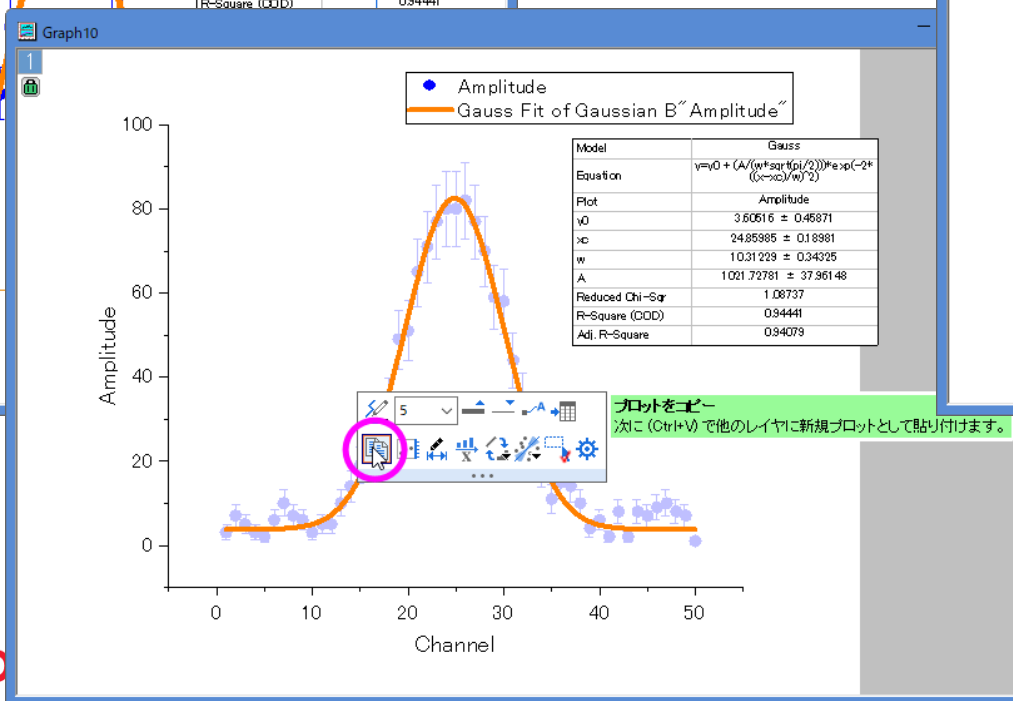 R-Square (COD) 0.94441
Graph10
1
Amplitude
Gauss Fit of Gaussian B"Amplitude"
Model Gauss
Equation y=y0 + (A/(w*sqrt(pi/2)))*exp(-2*
((x-xc)/w)^2)
Plot Amplitude
y0 3.60516 ± 0.45871
xc 24.85985 ± 0.18981
w 10.31229 ± 0.34325
A 1021.72781 ± 37.96148
Reduced Chi-Sqr 1.08737
R-Square (COD) 0.94441
Adj. R-Square 0.94079
100
80
60
40
20
0
Amplitude
5
プロットをコピー
次に (Ctrl+V) で他のレイヤに新規プロットとして貼り付けます。
0 10 20 30 40 50
Channel